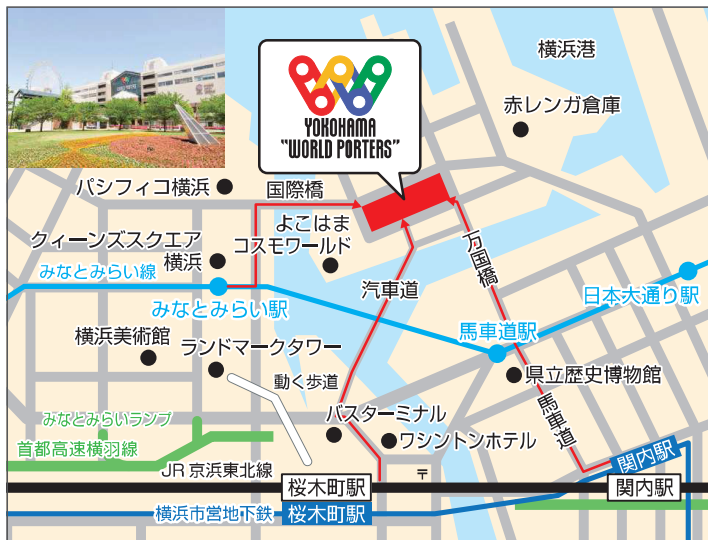 YOKOHAMA
"WORLD PORTERS"
横浜港
赤レンガ倉庫
パシフィコ横浜
国際橋
よこはま
コスモワールド
クィーンズスクエア
横浜
みなとみらい線
みなとみらい駅
汽車道
万国橋
日本大通り駅
馬車道駅
横浜美術館
ランドマークタワー
動く歩道
県立歴史博物館
馬車道
みなとみらいランプ
首都高速横羽線
バスターミナル
ワシントンホテル
JR京浜東北線
桜木町駅
〒
関内駅
関内駅
横浜市営地下鉄
桜木町駅